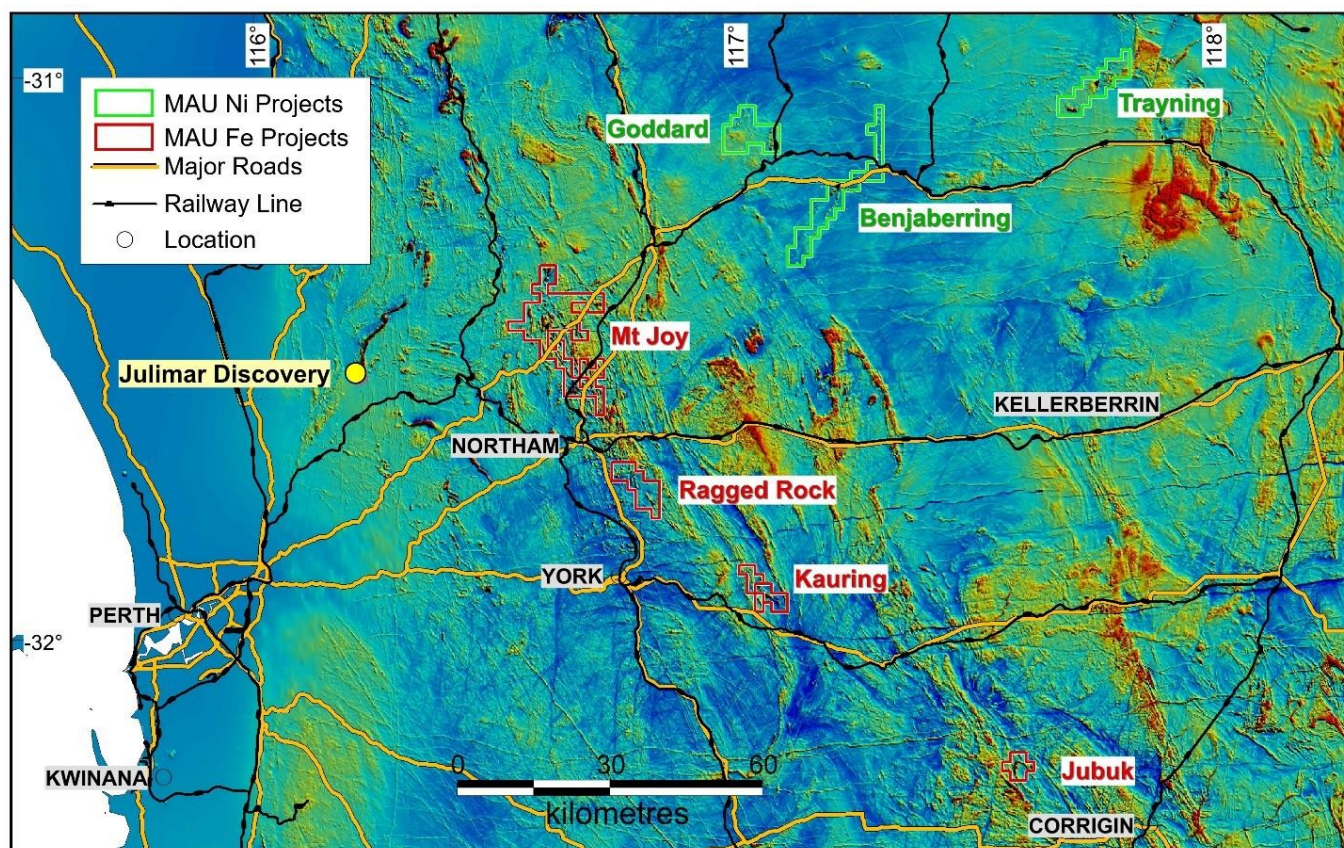 116°
117°
118°
-31°
MAU Ni Projects
MAU Fe Projects
Major Roads
Railway Line
Location
Goddard
Trayning
Benjaberring
Mt Joy
Julimar Discovery
KELLERBERRIN
NORTHAM
Ragged Rock
YORK
Kauring
PERTH
-32°
0 30 60
kilometres
KWINANA
Jubuk
CORRIGIN